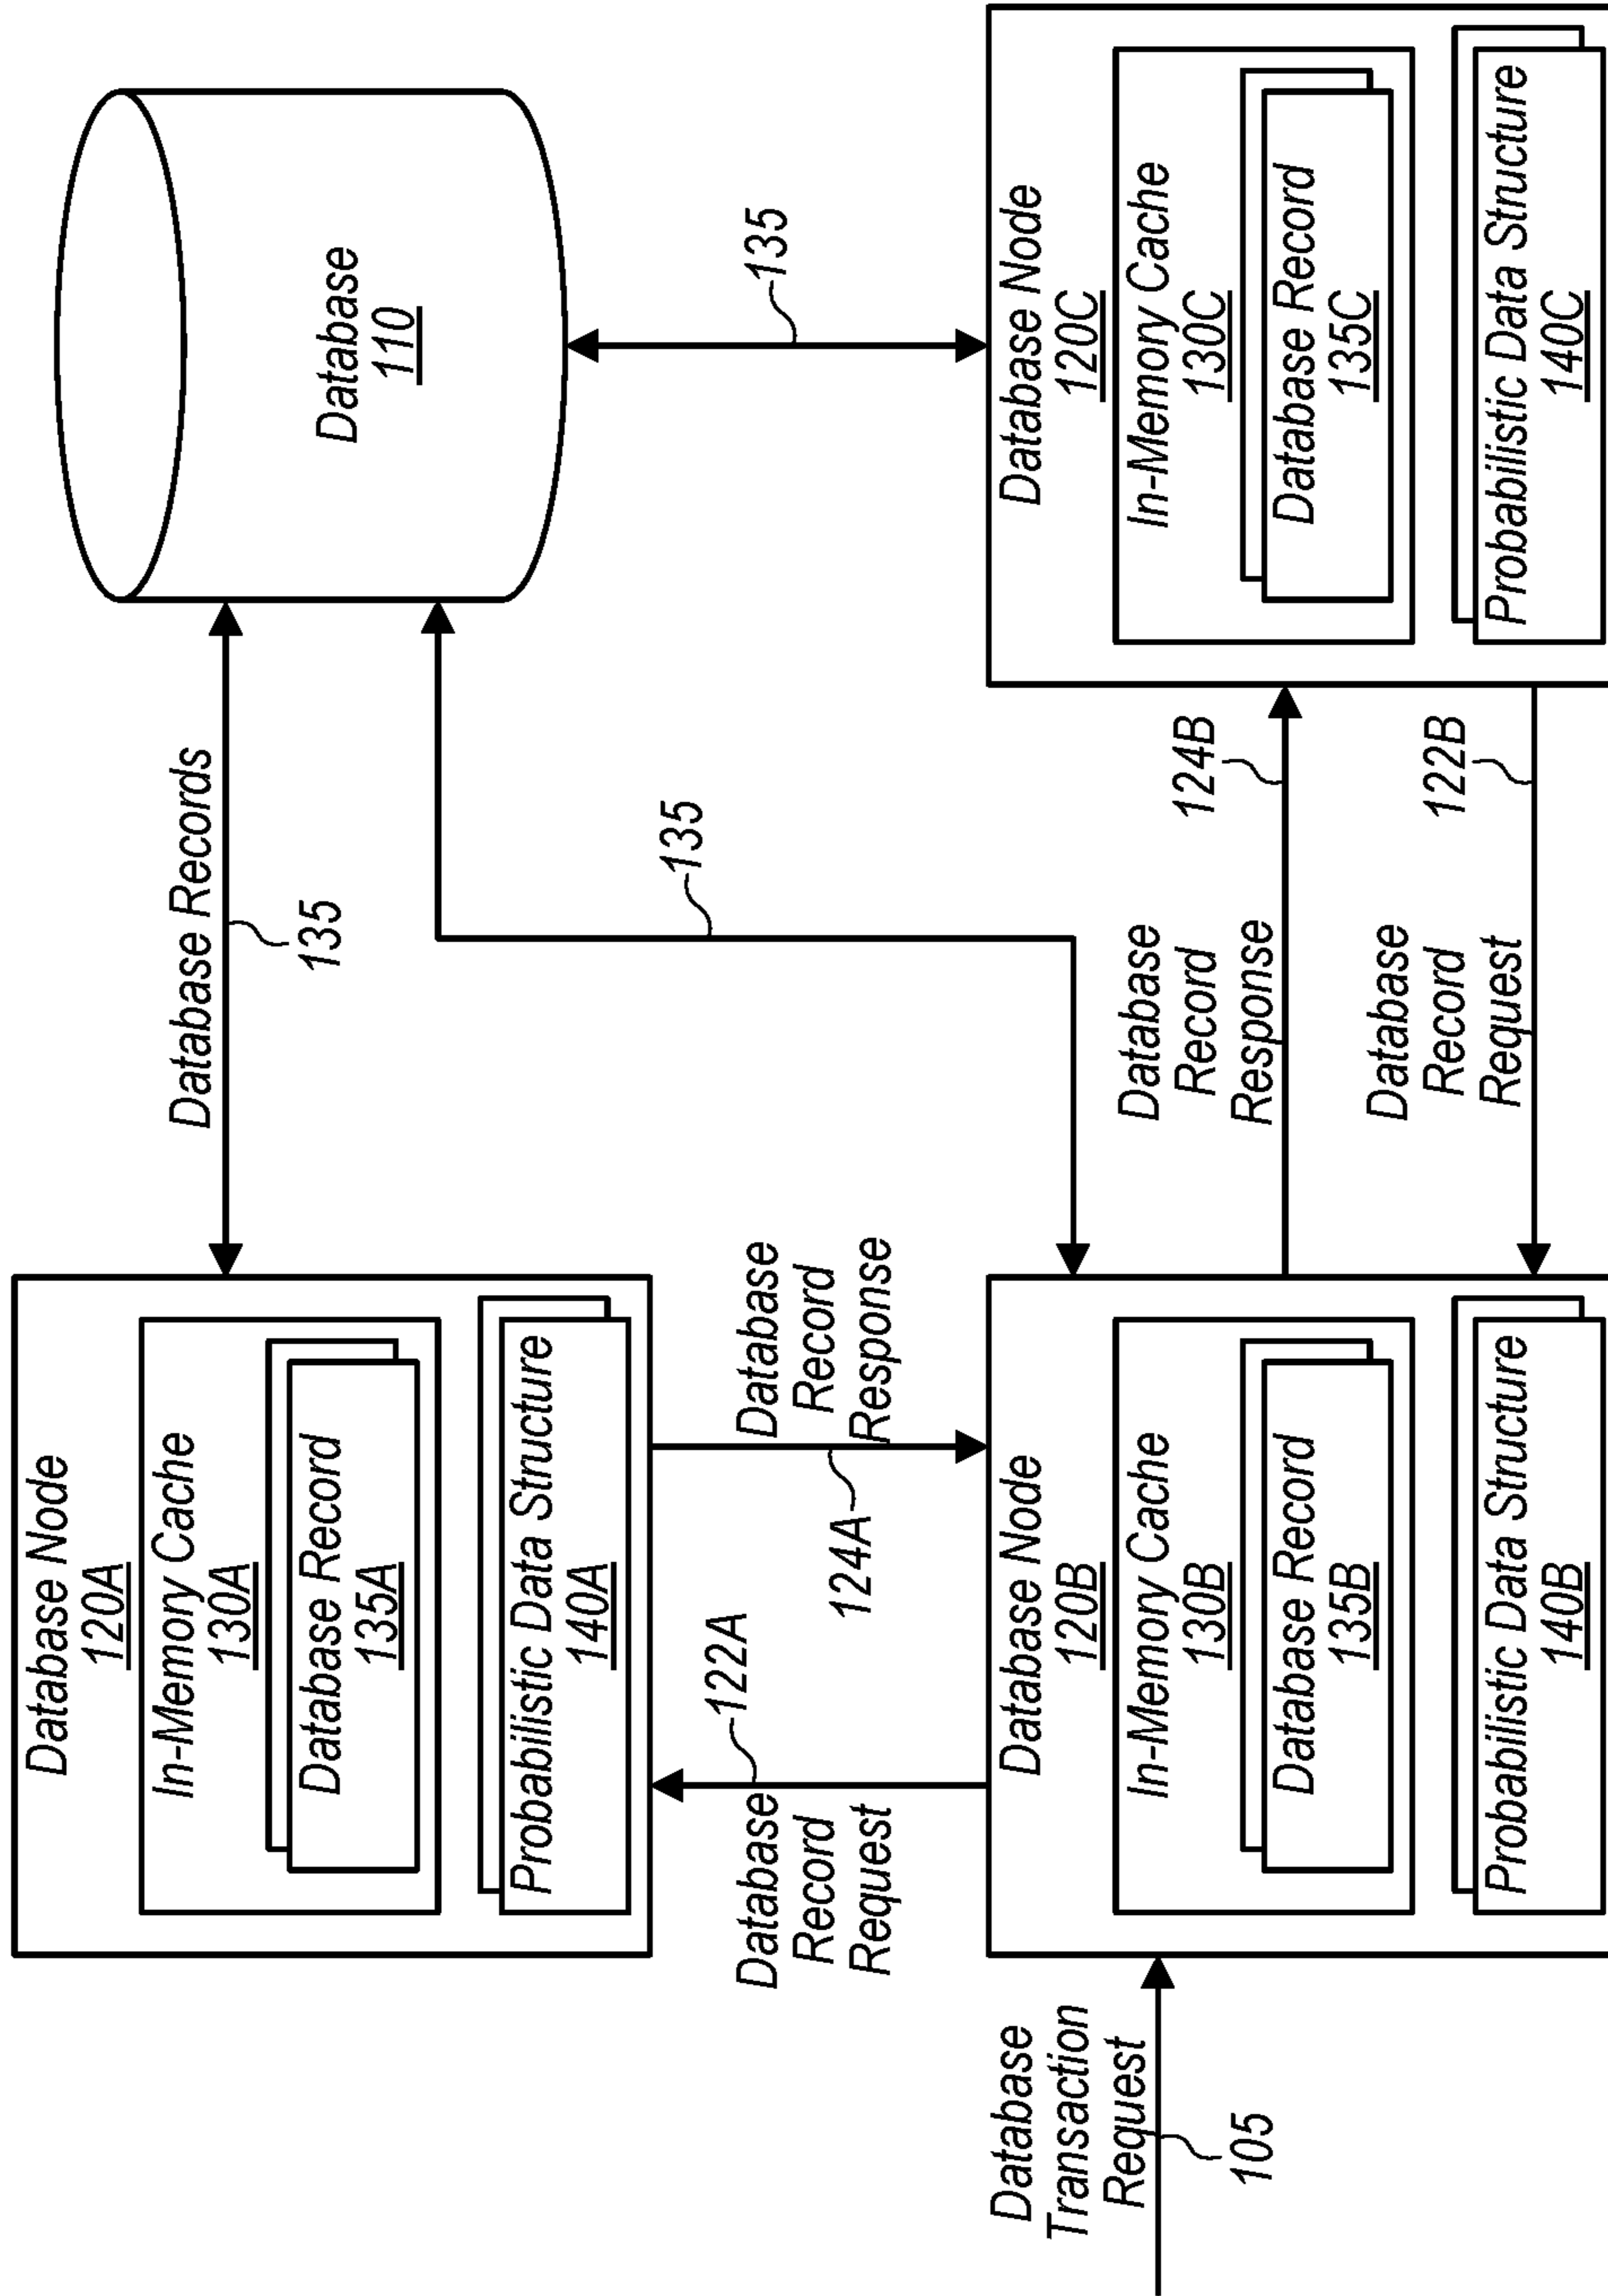 Database Node
120A
In-Memory Cache
130A
Database Record
135A
Probabilistic Data Structure
140A
Database Records
135
Database
110
135
135
Database
Record
Request
122A
Database
Record
Response
124A
Database
Transaction
Request
105
Database Node
120B
In-Memory Cache
130B
Database Record
135B
Probabilistic Data Structure
140B
Database
Record
Response
124B
Database
Record
Request
122B
Database Node
120C
In-Memory Cache
130C
Database Record
135C
Probabilistic Data Structure
140C